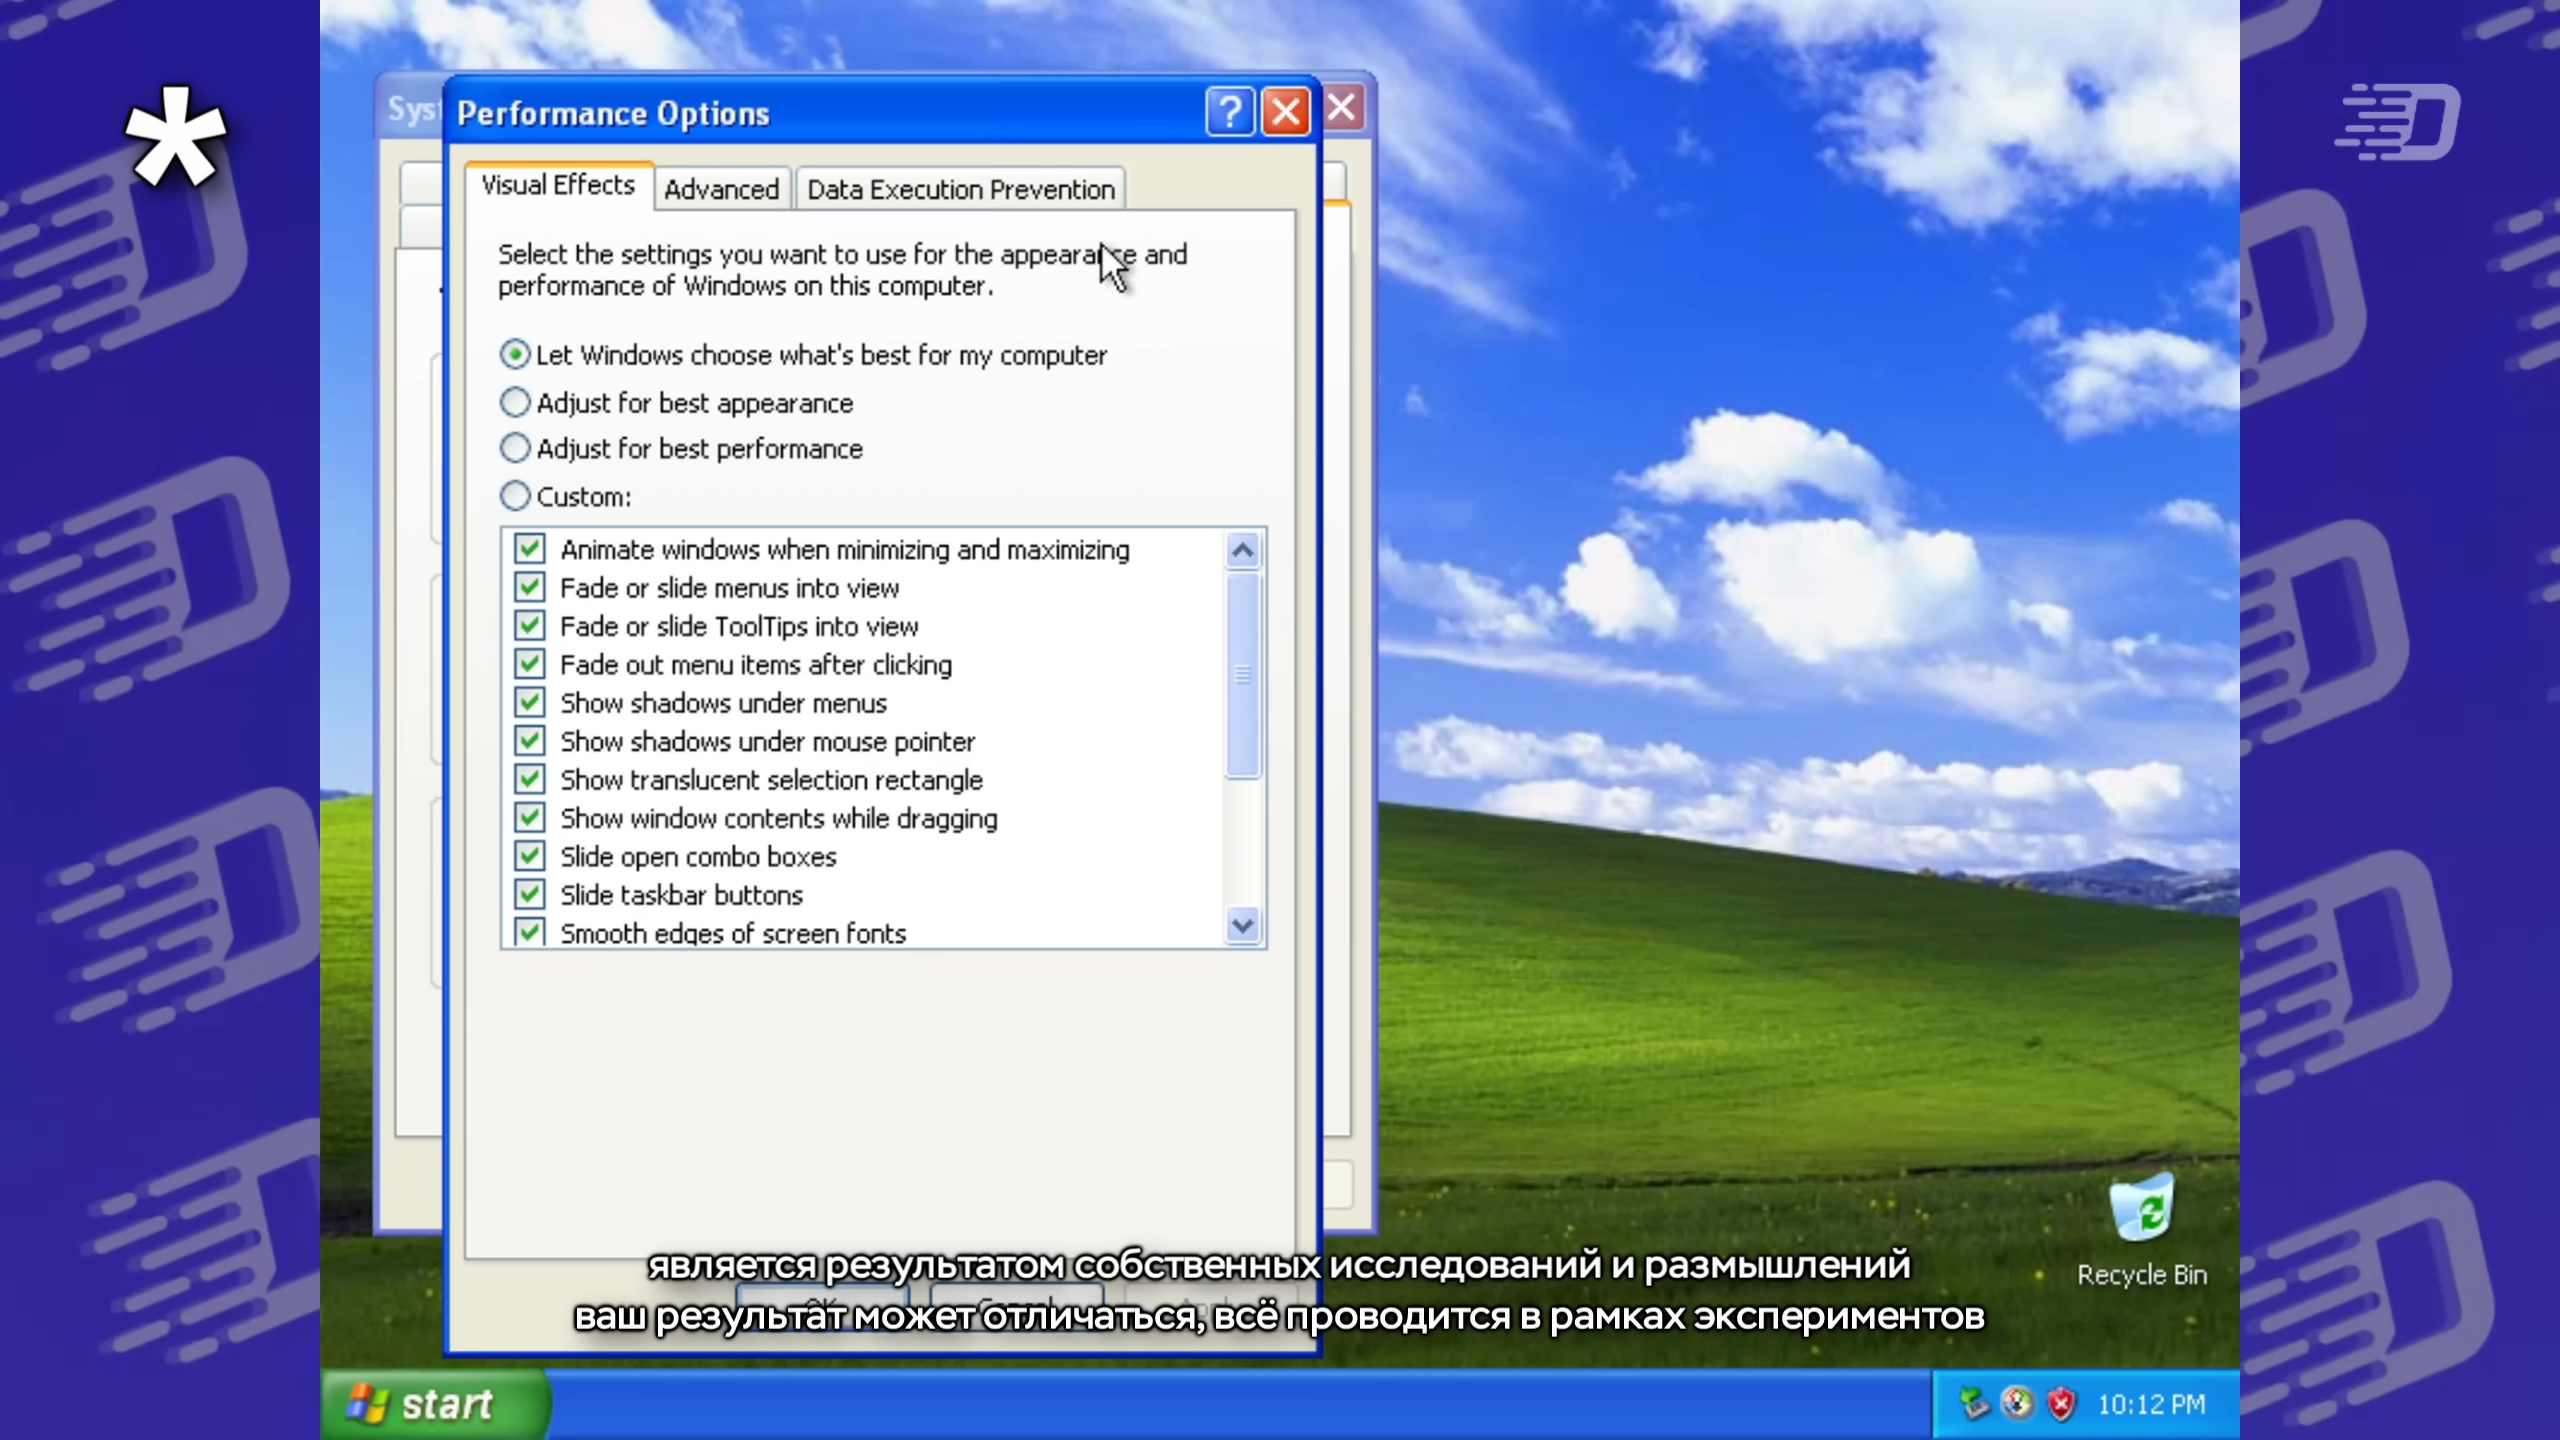 *
Syst
Performance Options
Visual Effects
Advanced
Data Execution Prevention
Select the settings you want to use for the appearance and
performance of Windows on this computer.
Let Windows choose what's best for my computer
Adjust for best appearance
Adjust for best performance
Custom:
Animate windows when minimizing and maximizing
Fade or slide menus into view
Fade or slide ToolTips into view
Fade out menu items after clicking
Show shadows under menus
Show shadows under mouse pointer
Show translucent selection rectangle
Show window contents while dragging
Slide open combo boxes
Slide taskbar buttons
Smooth edges of screen fonts
Recycle Bin
является результатом собственных исследований и размышлений
ваш результат может отличаться, всё проводится в рамках экспериментов
start
10:12 PM